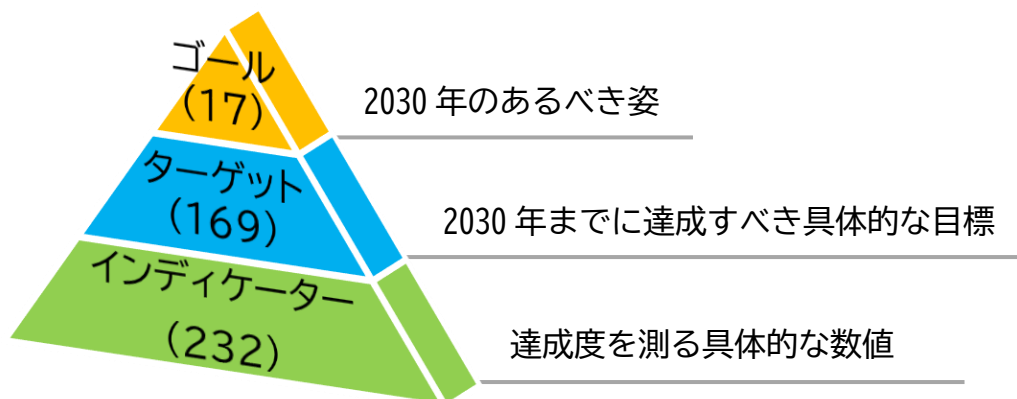 ゴール
(17)
2030 年のあるべき姿
ターゲット
(169)
2030 年までに達成すべき具体的な目標
インディケーター
(232)
達成度を測る具体的な数値